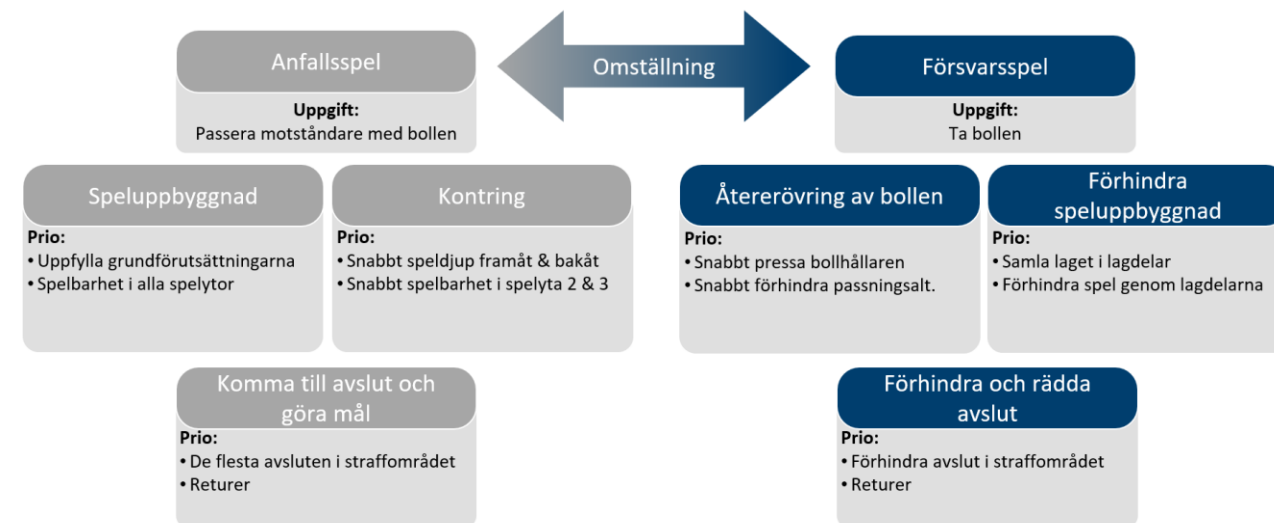 Anfallsspel
Uppgift:
Passera motståndare med bollen
Omställning
Försvarsspel
Uppgift:
Ta bollen
Speluppbyggnad
Prio:
• Uppfylla grundförutsättningarna
• Spelbarhet i alla spelytor
Kontring
Prio:
• Snabbt speldjup framåt & bakåt
• Snabbt spelbarhet i spelyta 2 & 3
Återerövring av bollen
Prio:
• Snabbt pressa bollhållaren
• Snabbt förhindra passningsalt.
Förhindra
speluppbyggnad
Prio:
• Samla laget i lagdelar
• Förhindra spel genom lagdelarna
Komma till avslut och
göra mål
Prio:
• De flesta avsluten i straffområdet
• Returer
Förhindra och rädda
avslut
Prio:
• Förhindra avslut i straffområdet
• Returer